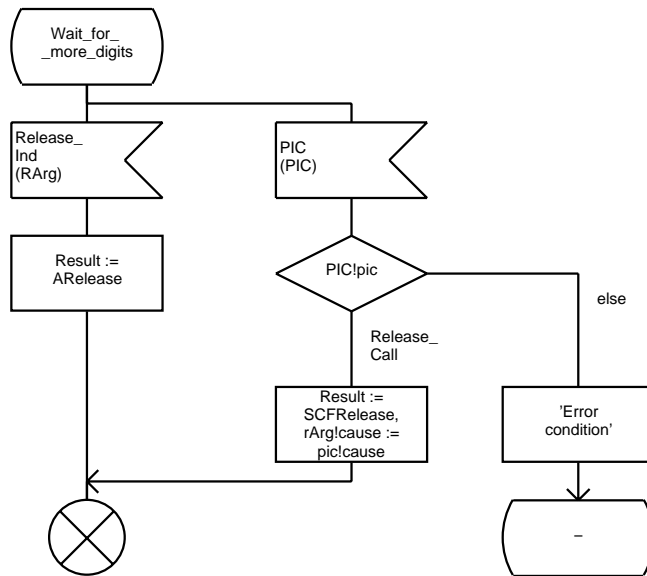 Wait_for_
_more_digits
Release_
Ind
(RArg)
PIC
(PIC)
Result :=
ARelease
PIC!pic
else
Release_
Call
Result :=
SCFRelease,
rArg!cause :=
pic!cause
'Error
condition'
–